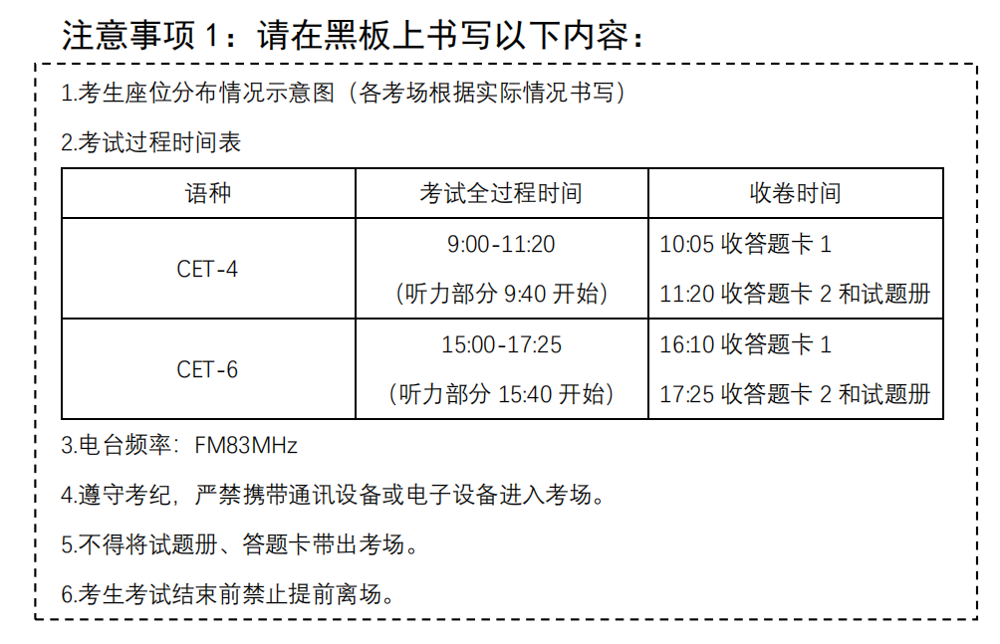 注意事项 1：请在黑板上书写以下内容：
1.考生座位分布情况示意图（各考场根据实际情况书写）
2.考试过程时间表
语种 考试全过程时间 收卷时间
CET-4
9:00-11:20
（听力部分 9:40 开始）
10:05 收答题卡 1
11:20 收答题卡 2 和试题册
CET-6
15:00-17:25
（听力部分 15:40 开始）
16:10 收答题卡 1
17:25 收答题卡 2 和试题册
3.电台频率：FM83MHz
4.遵守考纪，严禁携带通讯设备或电子设备进入考场。
5.不得将试题册、答题卡带出考场。
6.考生考试结束前禁止提前离场。